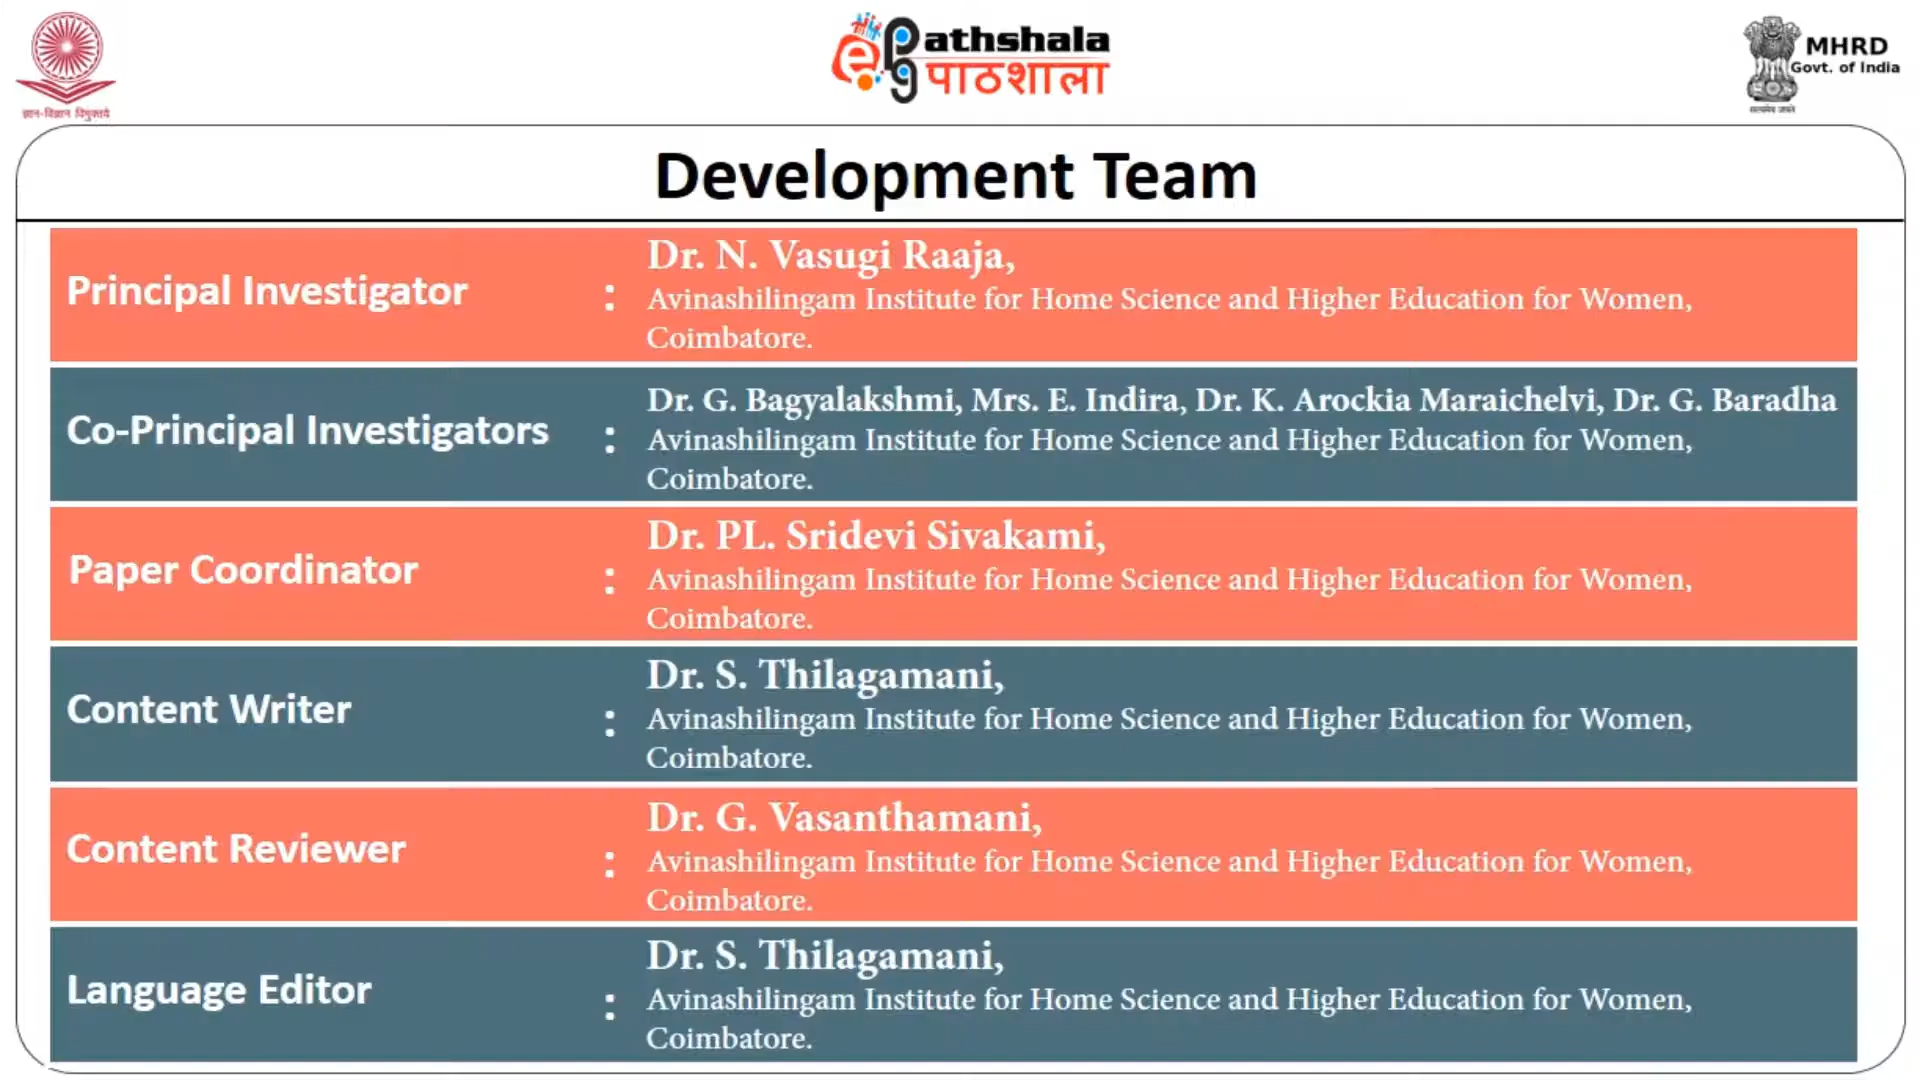 ज्ञान-विज्ञान विमुक्तये
ePathshala
पाठशाला
MHRD
Govt. of India
सत्यमेव जयते
Development Team
Principal Investigator : Dr. N. Vasugi Raaja,
Avinashilingam Institute for Home Science and Higher Education for Women,
Coimbatore.
Co-Principal Investigators : Dr. G. Bagyalakshmi, Mrs. E. Indira, Dr. K. Arockia Maraichelvi, Dr. G. Baradha
Avinashilingam Institute for Home Science and Higher Education for Women,
Coimbatore.
Paper Coordinator : Dr. PL. Sridevi Sivakami,
Avinashilingam Institute for Home Science and Higher Education for Women,
Coimbatore.
Content Writer : Dr. S. Thilagamani,
Avinashilingam Institute for Home Science and Higher Education for Women,
Coimbatore.
Content Reviewer : Dr. G. Vasanthamani,
Avinashilingam Institute for Home Science and Higher Education for Women,
Coimbatore.
Language Editor : Dr. S. Thilagamani,
Avinashilingam Institute for Home Science and Higher Education for Women,
Coimbatore.